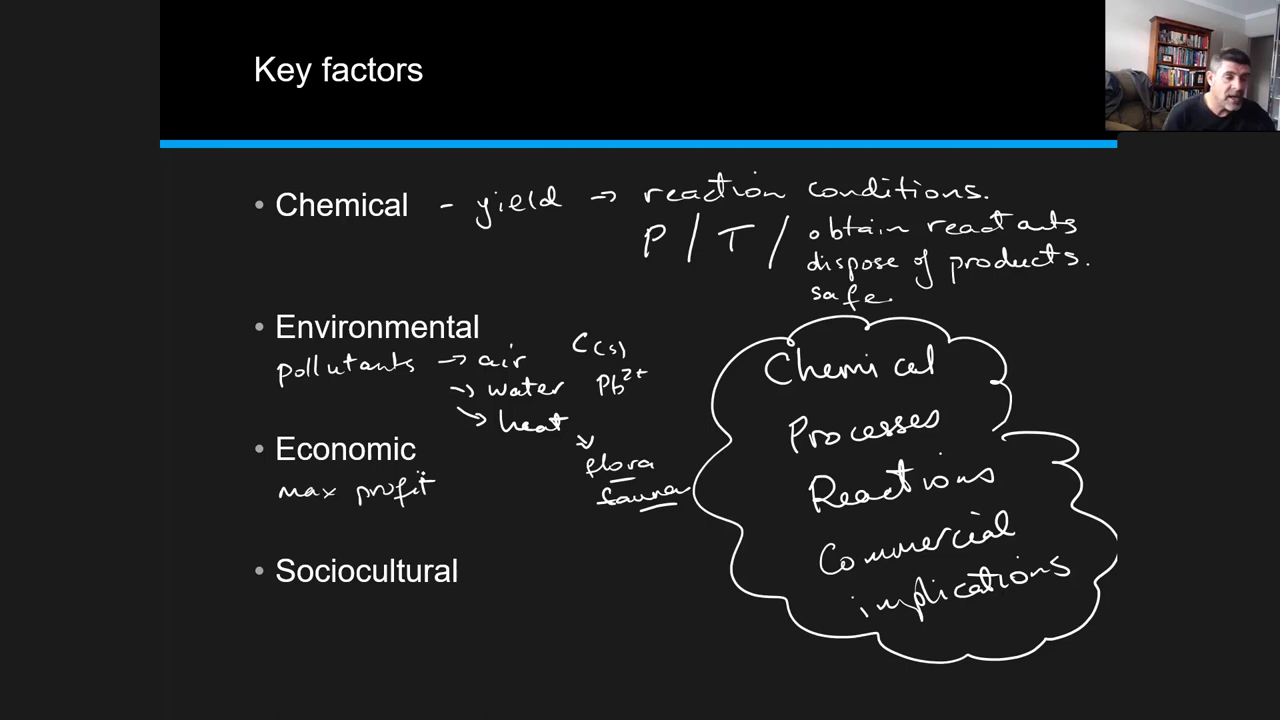 Key factors
• Chemical - yield → reaction conditions.
P / T / obtain reactants
dispose of products.
safe.
• Environmental
pollutants → air C(s)
→ water Pb²⁺
→ heat
→ flora
fauna
• Economic
max profit
• Sociocultural
Chemical
Processes
Reactions
Commercial
implications